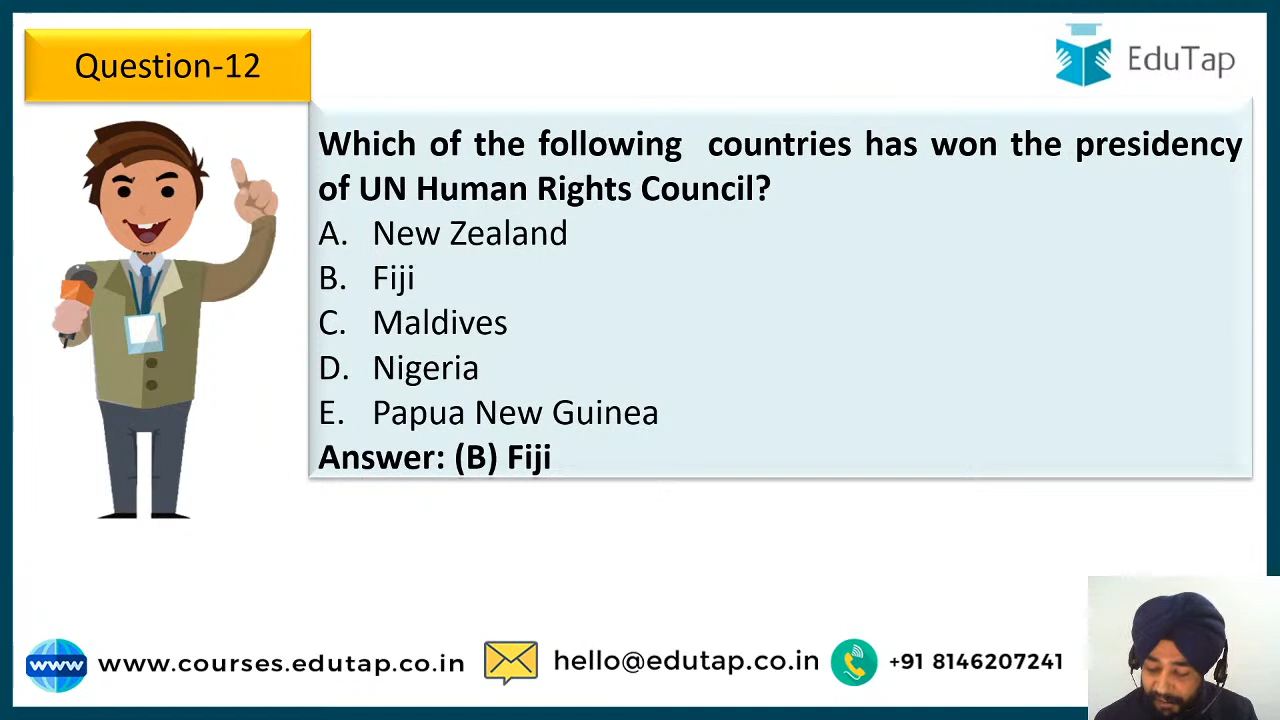 Question-12
EduTap
Which of the following countries has won the presidency
of UN Human Rights Council?
A. New Zealand
B. Fiji
C. Maldives
D. Nigeria
E. Papua New Guinea
Answer: (B) Fiji
www www.courses.edutap.co.in hello@edutap.co.in +91 8146207241